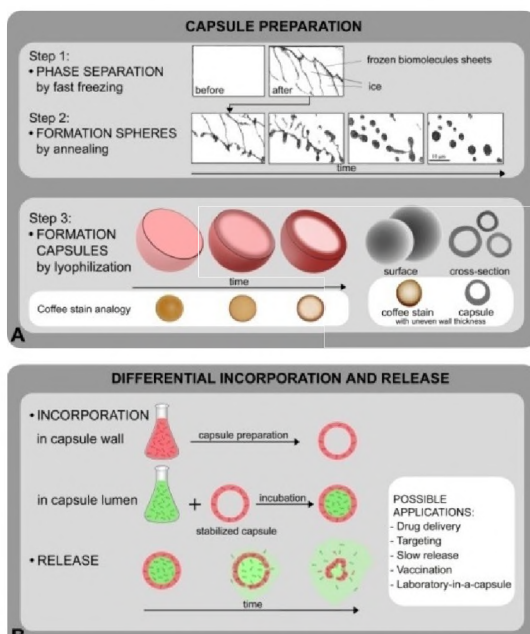 CAPSULE PREPARATION
Step 1:
• PHASE SEPARATION
by fast freezing
before
after
frozen biomolecules sheets
ice
Step 2:
• FORMATION SPHERES
by annealing
time
Step 3:
• FORMATION
CAPSULES
by lyophilization
time
surface
cross-section
Coffee stain analogy
coffee stain
capsule
with uneven wall thickness
A
DIFFERENTIAL INCORPORATION AND RELEASE
• INCORPORATION
in capsule wall
capsule preparation
in capsule lumen
+
incubation
stabilized capsule
• RELEASE
time
POSSIBLE
APPLICATIONS:
- Drug delivery
- Targeting
- Slow release
- Vaccination
- Laboratory-in-a-capsule